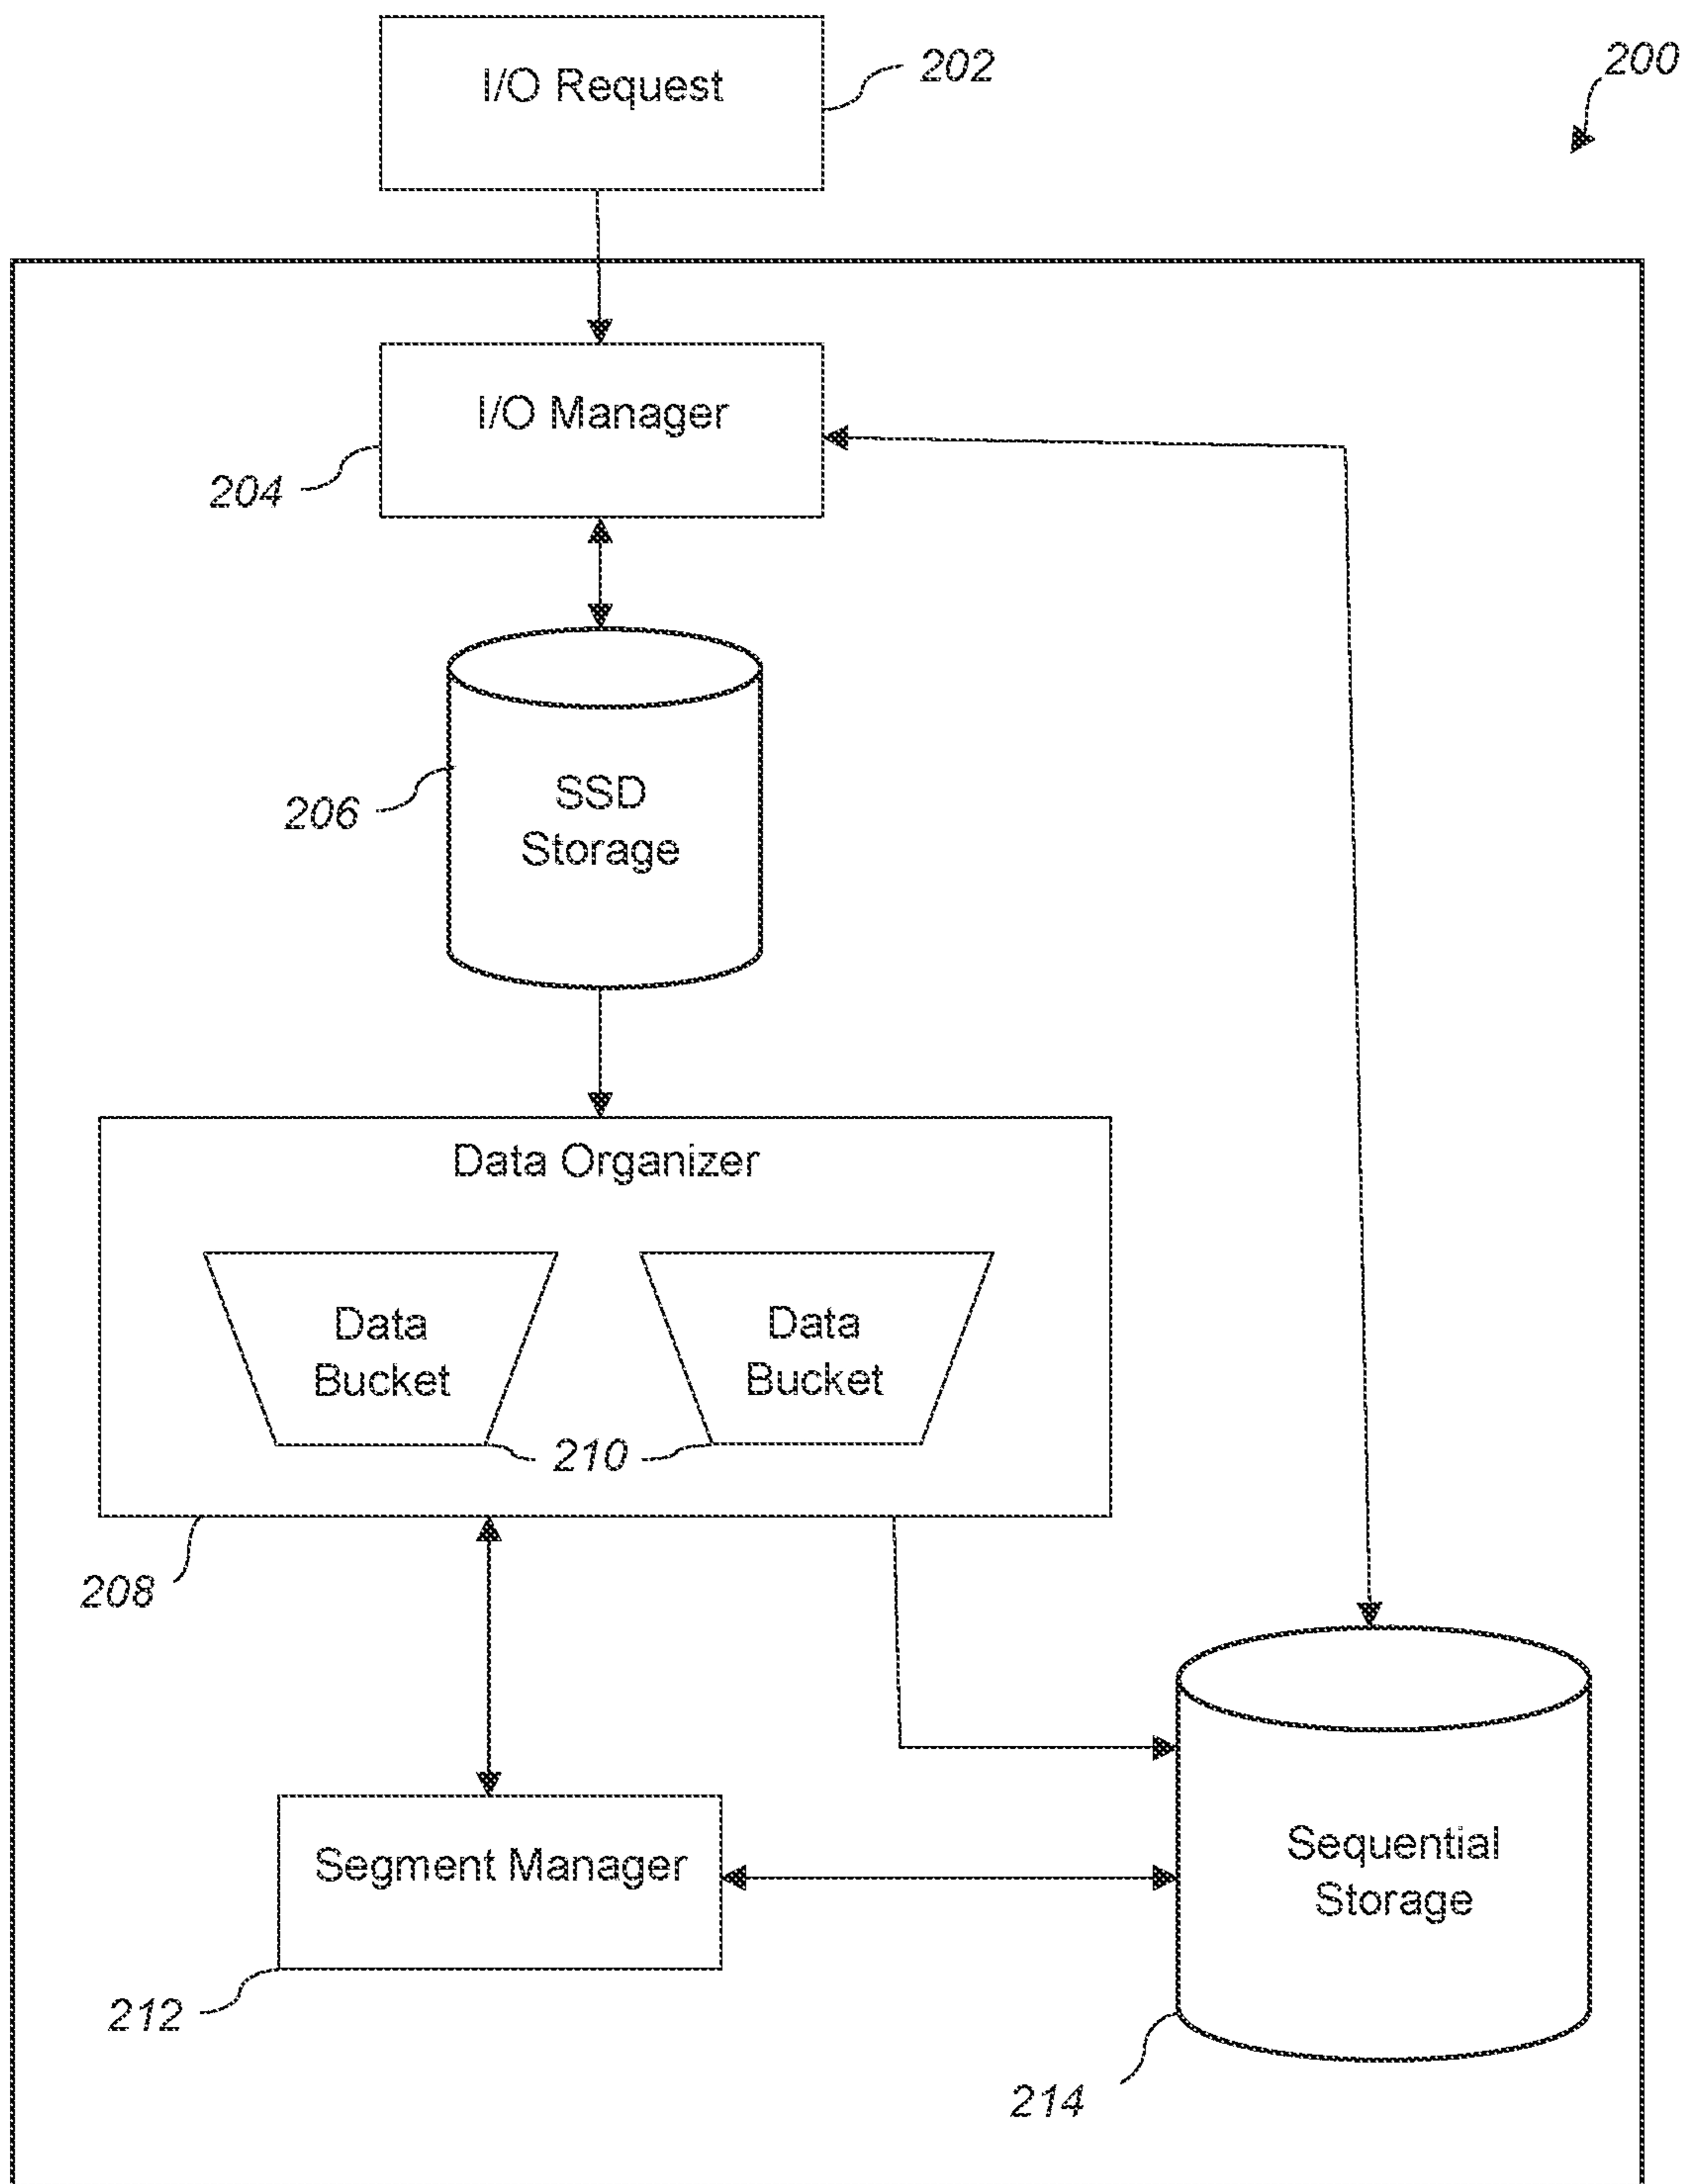 I/O Request
202
200
I/O Manager
204
SSD
Storage
206
Data Organizer
Data
Bucket
Data
Bucket
210
208
Segment Manager
212
Sequential
Storage
214